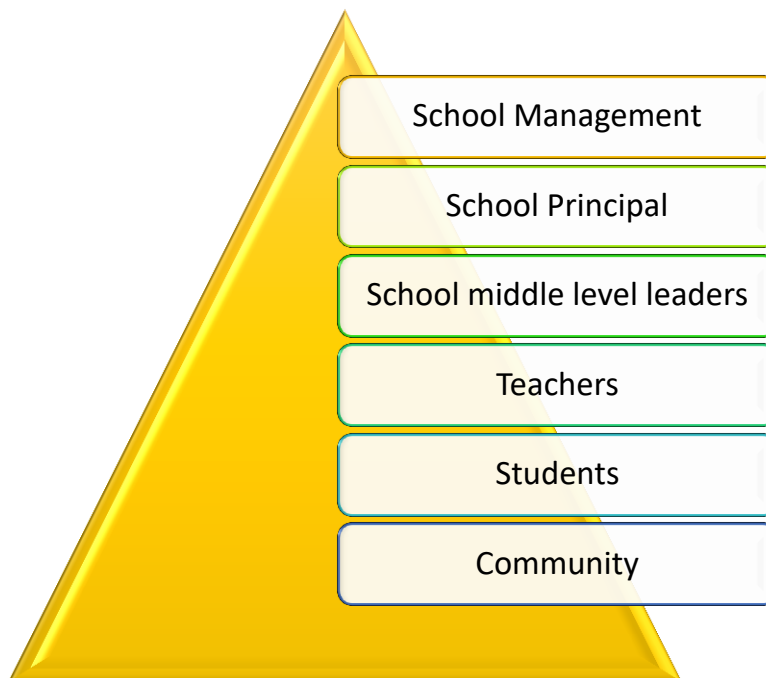 School Management
School Principal
School middle level leaders
Teachers
Students
Community